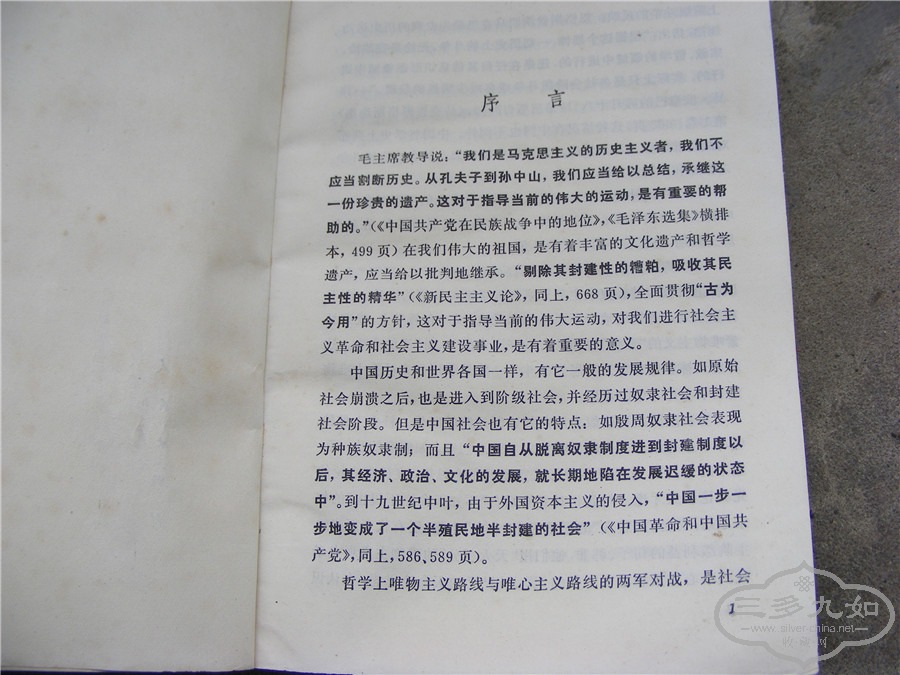 序 言
毛主席教导说：“我们是马克思主义的历史主义者，我们不
应当割断历史。从孔夫子到孙中山，我们应当给以总结，承继这
一份珍贵的遗产。这对于指导当前的伟大的运动，是有重要的帮
助的。”（《中国共产党在民族战争中的地位》，《毛泽东选集》横排
本，499 页）在我们伟大的祖国，是有着丰富的文化遗产和哲学
遗产，应当给以批判地继承。“剔除其封建性的糟粕，吸收其民
主性的精华”（《新民主主义论》，同上，668 页），全面贯彻“古为
今用”的方针，这对于指导当前的伟大运动，对我们进行社会主
义革命和社会主义建设事业，是有着重要的意义。
中国历史和世界各国一样，有它一般的发展规律。如原始
社会崩溃之后，也是进入到阶级社会，并经历过奴隶社会和封建
社会阶段。但是中国社会也有它的特点：如殷周奴隶社会表现
为种族奴隶制；而且“中国自从脱离奴隶制度进到封建制度以
后，其经济、政治、文化的发展，就长期地陷在发展迟缓的状态
中”。到十九世纪中叶，由于外国资本主义的侵入，“中国一步一
步地变成了一个半殖民地半封建的社会”（《中国革命和中国共
产党》，同上，586、589 页）。
哲学上唯物主义路线与唯心主义路线的两军对战，是社会
1
三多九如
www.silver-china.net
收藏网